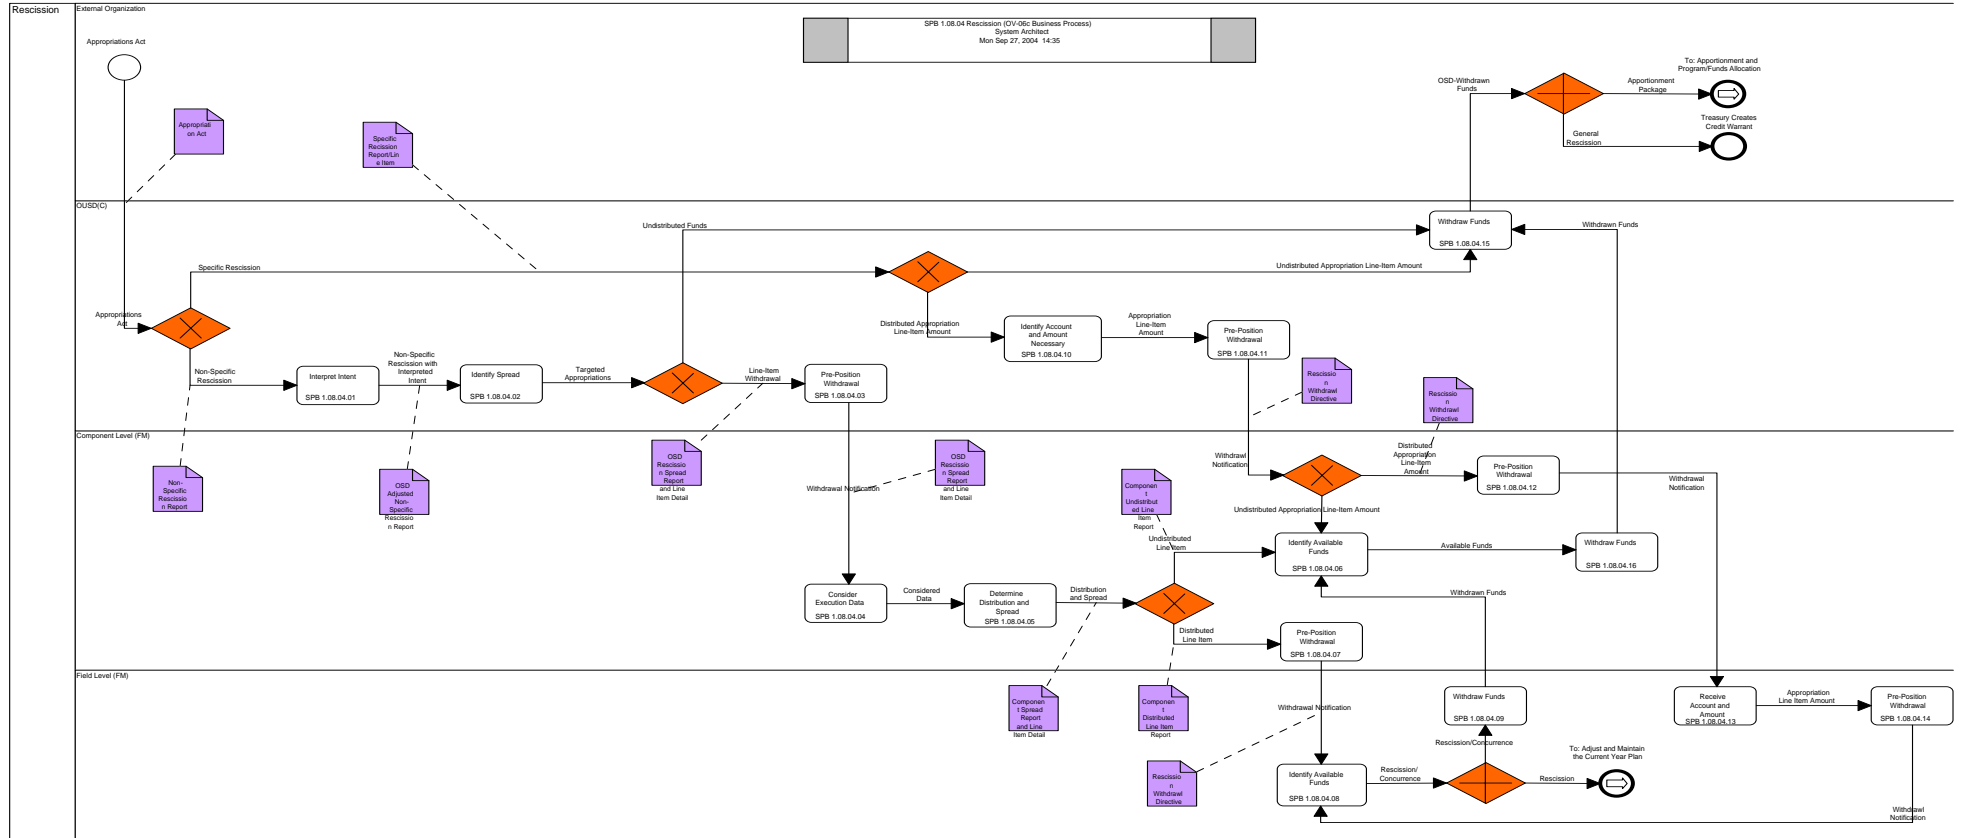 Rescission
External Organization
SPB 1.08.04 Rescission (OV-06c Business Process)
System Architect
Mon Sep 27, 2004  14:35
Appropriations Act
Appropriati
on Act
Specific
Recission
Report/Lin
e Item
OSD-Withdrawn
Funds
Apportionment
Package
To: Apportionment and
Program/Funds Allocation
General
Rescission
Treasury Creates
Credit Warrant
OUSD(C)
Undistributed Funds
Withdraw Funds
SPB 1.08.04.15
Withdrawn Funds
Specific Rescission
Undistributed Appropriation Line-Item Amount
Appropriations
Act
Distributed Appropriation
Line-Item Amount
Identify Account
and Amount
Necessary
SPB 1.08.04.10
Appropriation
Line-Item
Amount
Pre-Position
Withdrawal
SPB 1.08.04.11
Non-Specific
Rescission
Interpret Intent
SPB 1.08.04.01
Non-Specific
Rescission with
Interpreted
Intent
Identify Spread
SPB 1.08.04.02
Targeted
Appropriations
Line-Item
Withdrawal
Pre-Position
Withdrawal
SPB 1.08.04.03
Rescissio
n
Withdrawl
Directive
Rescissio
n
Withdrawl
Directive
Component Level (FM)
Non-
Specific
Rescissio
n Report
OSD
Adjusted
Non-
Specific
Rescissio
n Report
OSD
Rescissio
n Spread
Report
and Line
Item Detail
Withdrawal Notification
OSD
Rescissio
n Spread
Report
and Line
Item Detail
Componen
t
Undistribut
ed Line
Item
Report
Withdrawl
Notification
Distributed
Appropriation
Line-Item
Amount
Pre-Position
Withdrawal
SPB 1.08.04.12
Withdrawal
Notification
Undistributed Appropriation Line-Item Amount
Undistributed
Line Item
Identify Available
Funds
SPB 1.08.04.06
Available Funds
Withdraw Funds
SPB 1.08.04.16
Consider
Execution Data
SPB 1.08.04.04
Considered
Data
Determine
Distribution and
Spread
SPB 1.08.04.05
Distribution
and Spread
Withdrawn Funds
Distributed
Line Item
Pre-Position
Withdrawal
SPB 1.08.04.07
Field Level (FM)
Componen
t Spread
Report
and Line
Item Detail
Componen
t
Distributed
Line Item
Report
Withdrawal Notification
Withdraw Funds
SPB 1.08.04.09
Receive
Account and
Amount
SPB 1.08.04.13
Appropriation
Line Item Amount
Pre-Position
Withdrawal
SPB 1.08.04.14
Rescission/Concurrence
To: Adjust and Maintain
the Current Year Plan
Rescissio
n
Withdrawl
Directive
Identify Available
Funds
SPB 1.08.04.08
Rescission/
Concurrence
Rescission
Withdrawl
Notification